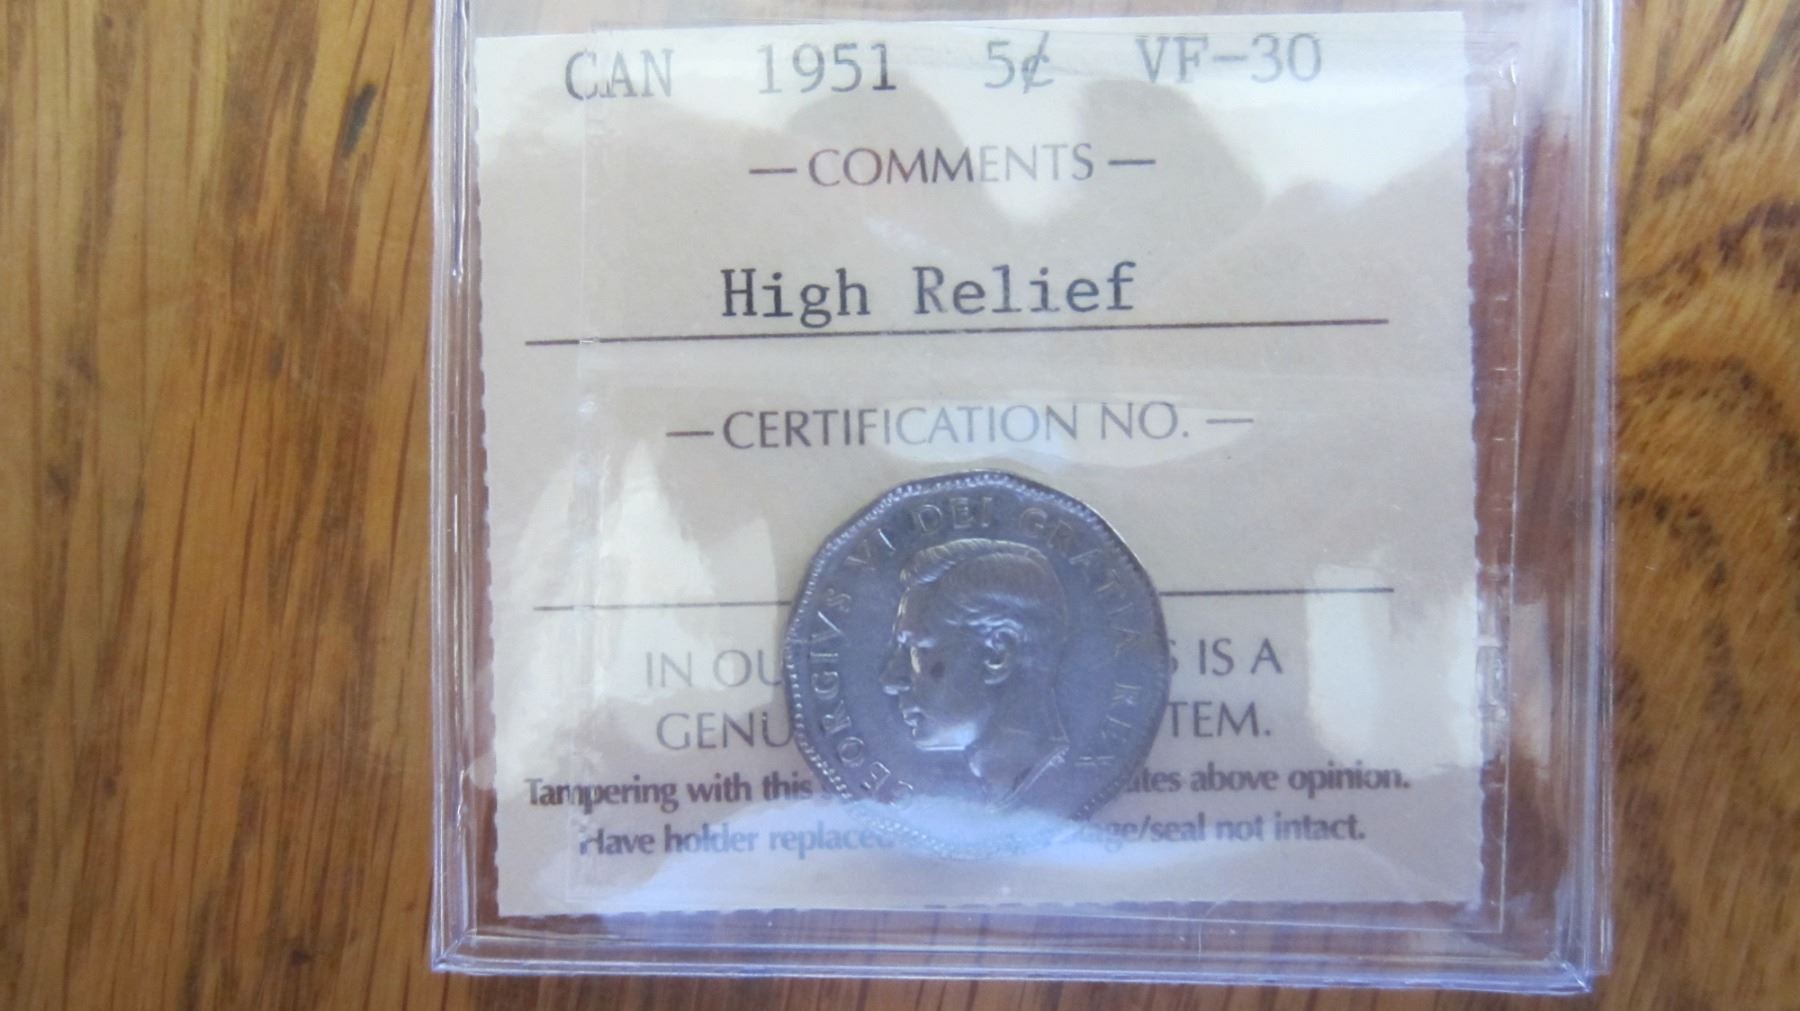 CAN 1951 5¢ VF-30
— COMMENTS —
High Relief
— CERTIFICATION NO. —
GEORGIVS VI DEI GRATIA REX
IN OU S IS A
GENU TEM.
Tampering with this ates above opinion.
Have holder replaced age/seal not intact.